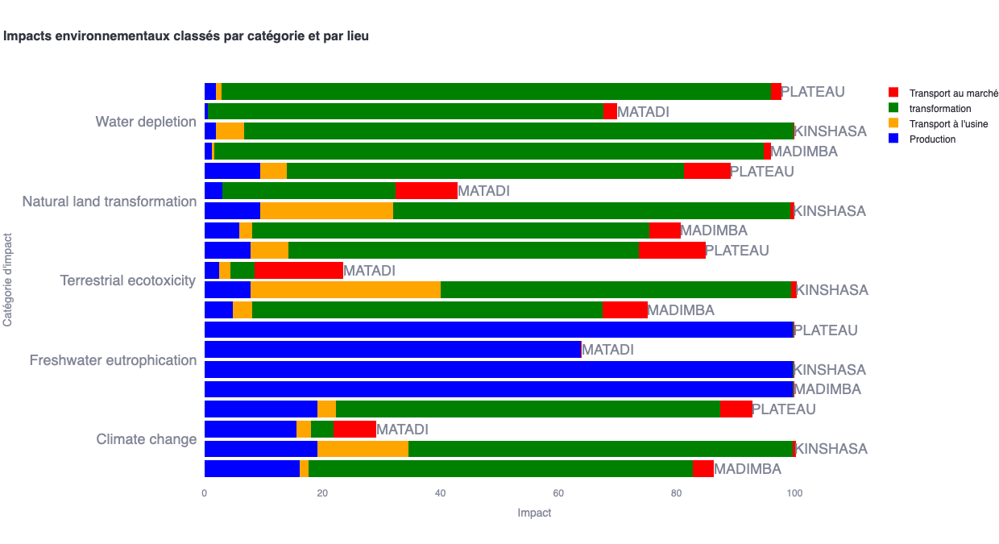 Impacts environnementaux classés par catégorie et par lieu
PLATEAU
MATADI
KINSHASA
MADIMBA
Water depletion
PLATEAU
MATADI
KINSHASA
MADIMBA
Natural land transformation
PLATEAU
MATADI
KINSHASA
MADIMBA
Terrestrial ecotoxicity
PLATEAU
MATADI
KINSHASA
MADIMBA
Freshwater eutrophication
PLATEAU
MATADI
KINSHASA
MADIMBA
Climate change
Catégorie d'impact
0 20 40 60 80 100
Impact
Transport au marché
transformation
Transport à l'usine
Production